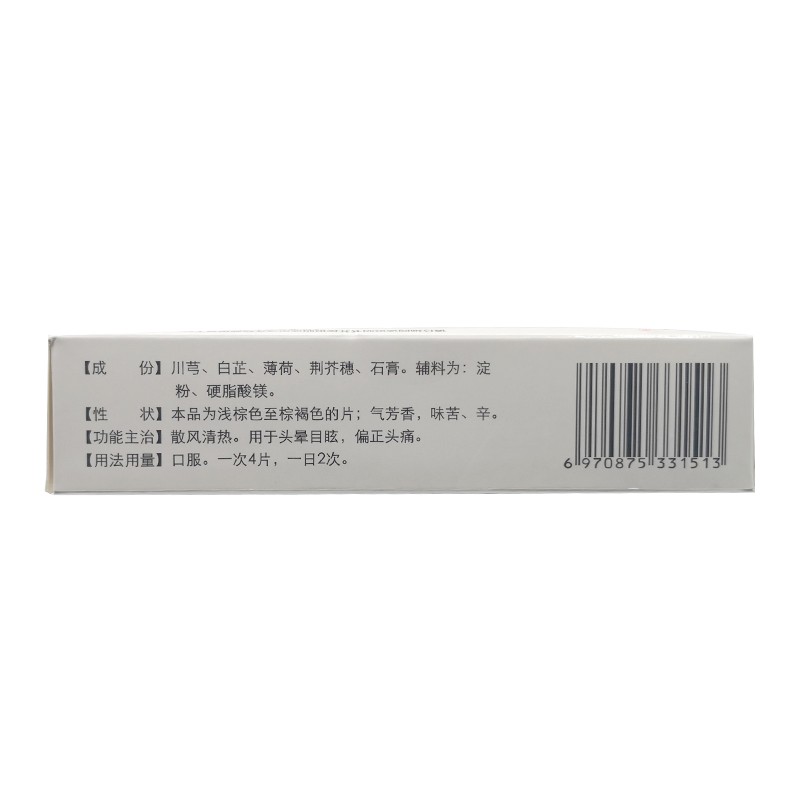 【成　份】川芎、白芷、薄荷、荆芥穗、石膏。辅料为：淀
粉、硬脂酸镁。
【性　状】本品为浅棕色至棕褐色的片；气芳香，味苦、辛。
【功能主治】散风清热。用于头晕目眩，偏正头痛。
【用法用量】口服。一次4片，一日2次。
6 970875 331513